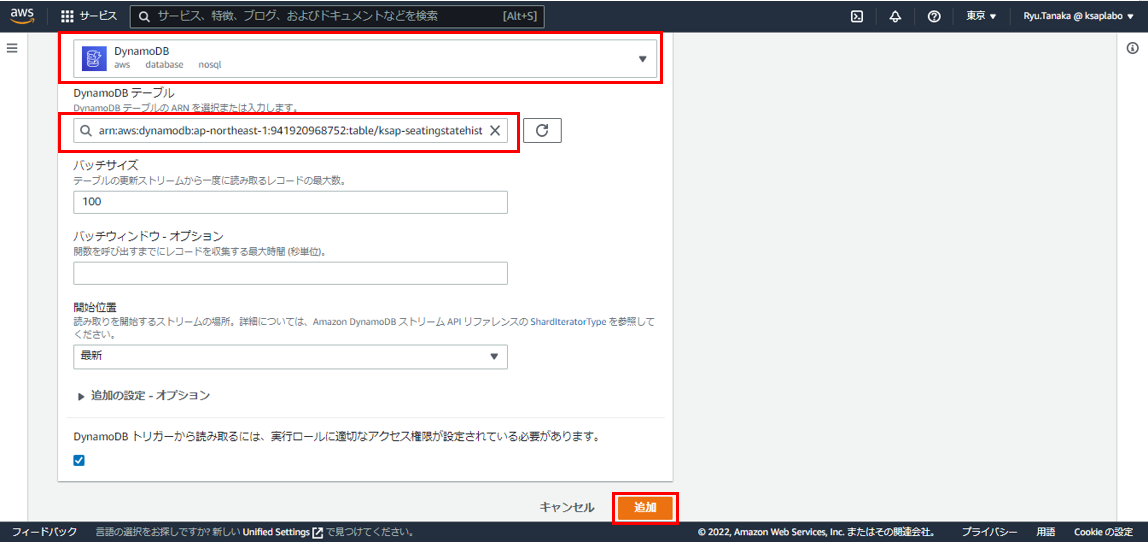 aws サービス サービス、特徴、ブログ、およびドキュメントなどを検索 [Alt+S] 東京 ▼ Ryu.Tanaka @ ksaplabo ▼
DynamoDB
aws database nosql
DynamoDB テーブル
DynamoDB テーブルの ARN を選択または入力します。
arn:aws:dynamodb:ap-northeast-1:941920968752:table/ksap-seatingstatehist
バッチサイズ
テーブルの更新ストリームから一度に読み取るレコードの最大数。
100
バッチウィンドウ - オプション
関数を呼び出すまでにレコードを収集する最大時間 (秒単位)。
開始位置
読み取りを開始するストリームの場所。詳細については、Amazon DynamoDB ストリーム API リファレンスの ShardIteratorType を参照して
ください。
最新
追加の設定 - オプション
DynamoDB トリガーから読み取るには、実行ロールに適切なアクセス権限が設定されている必要があります。
キャンセル 追加
フィードバック 言語の選択をお探しですか? 新しい Unified Settings で見つけてください。 © 2022, Amazon Web Services, Inc. またはその関連会社。 プライバシー 用語 Cookie の設定